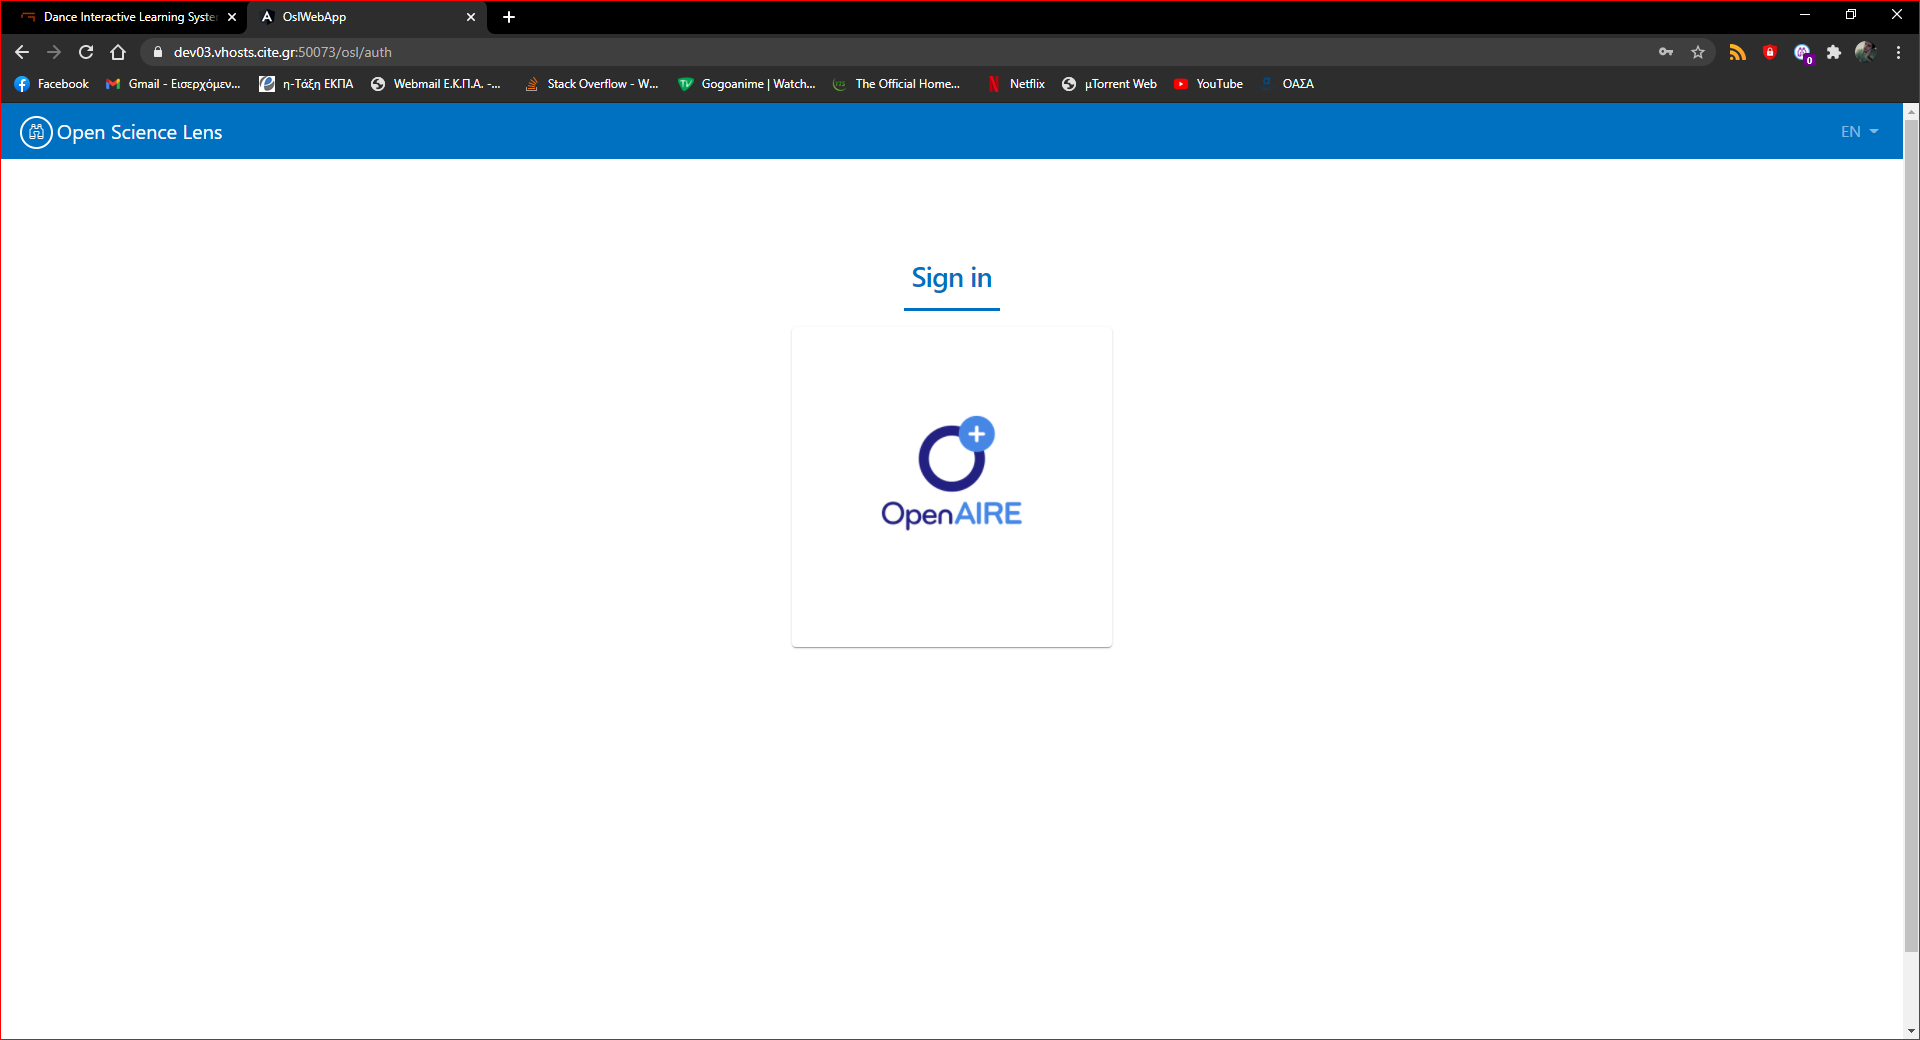 Dance Interactive Learning Syste
OslWebApp
dev03.vhosts.cite.gr:50073/osl/auth
0
Facebook
Gmail - Εισερχόμεν...
η-Τάξη ΕΚΠΑ
Webmail Ε.Κ.Π.Α. -...
Stack Overflow - W...
Gogoanime | Watch...
The Official Home...
Netflix
μTorrent Web
YouTube
ΟΑΣΑ
Open Science Lens
EN
Sign in
OpenAIRE